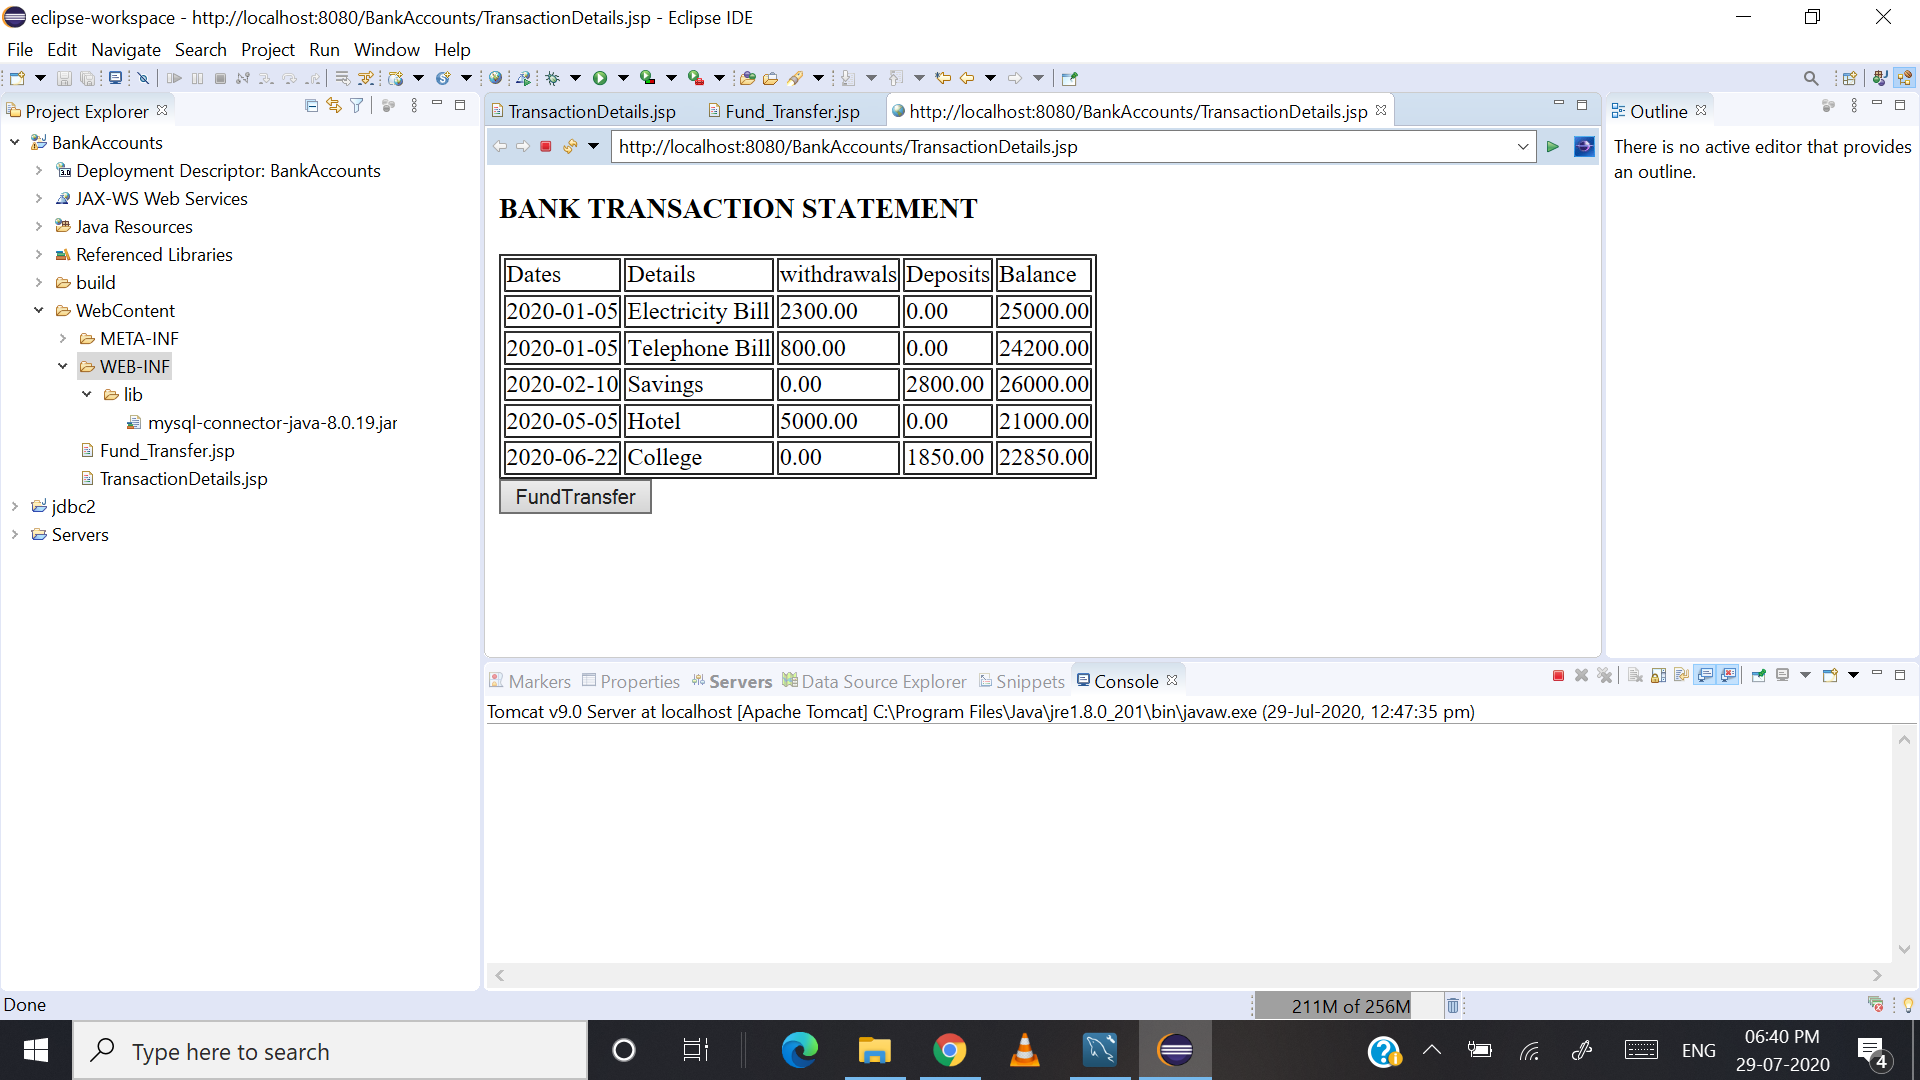 eclipse-workspace - http://localhost:8080/BankAccounts/TransactionDetails.jsp - Eclipse IDE
File Edit Navigate Search Project Run Window Help
Project Explorer
BankAccounts
Deployment Descriptor: BankAccounts
JAX-WS Web Services
Java Resources
Referenced Libraries
build
WebContent
META-INF
WEB-INF
lib
mysql-connector-java-8.0.19.jar
Fund_Transfer.jsp
TransactionDetails.jsp
jdbc2
Servers
TransactionDetails.jsp Fund_Transfer.jsp http://localhost:8080/BankAccounts/TransactionDetails.jsp
http://localhost:8080/BankAccounts/TransactionDetails.jsp
BANK TRANSACTION STATEMENT
Dates Details withdrawals Deposits Balance
2020-01-05 Electricity Bill 2300.00 0.00 25000.00
2020-01-05 Telephone Bill 800.00 0.00 24200.00
2020-02-10 Savings 0.00 2800.00 26000.00
2020-05-05 Hotel 5000.00 0.00 21000.00
2020-06-22 College 0.00 1850.00 22850.00
FundTransfer
Outline
There is no active editor that provides
an outline.
Markers Properties Servers Data Source Explorer Snippets Console
Tomcat v9.0 Server at localhost [Apache Tomcat] C:\Program Files\Java\jre1.8.0_201\bin\javaw.exe (29-Jul-2020, 12:47:35 pm)
Done
211M of 256M
Type here to search
ENG
06:40 PM
29-07-2020
4